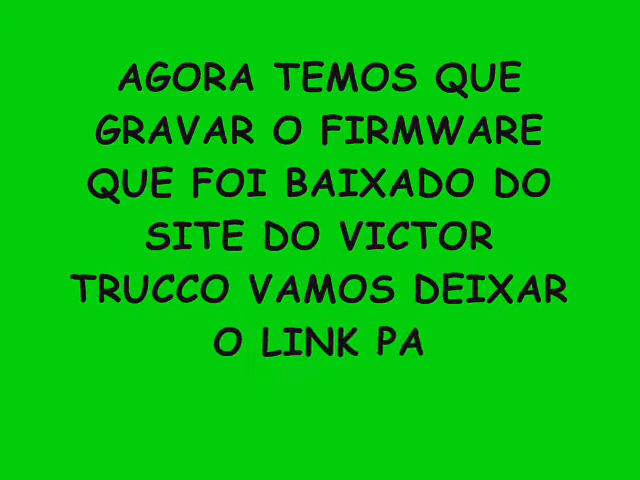 AGORA TEMOS QUE
GRAVAR O FIRMWARE
QUE FOI BAIXADO DO
SITE DO VICTOR
TRUCCO VAMOS DEIXAR
O LINK PA